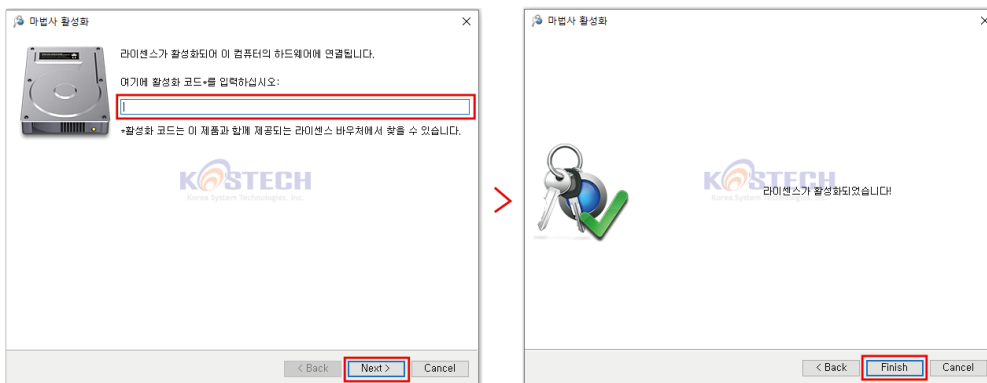 마법사 활성화
라이센스가 활성화되어 이 컴퓨터의 하드웨어에 연결됩니다.
여기에 활성화 코드*를 입력하십시오:
*활성화 코드는 이 제품과 함께 제공되는 라이센스 바우처에서 찾을 수 있습니다.
KOSTECH
Korea System Technologies, Inc.
< Back
Next >
Cancel
>
마법사 활성화
KOSTECH
라이센스가 활성화되었습니다!
Korea System Technologies, Inc.
< Back
Finish
Cancel